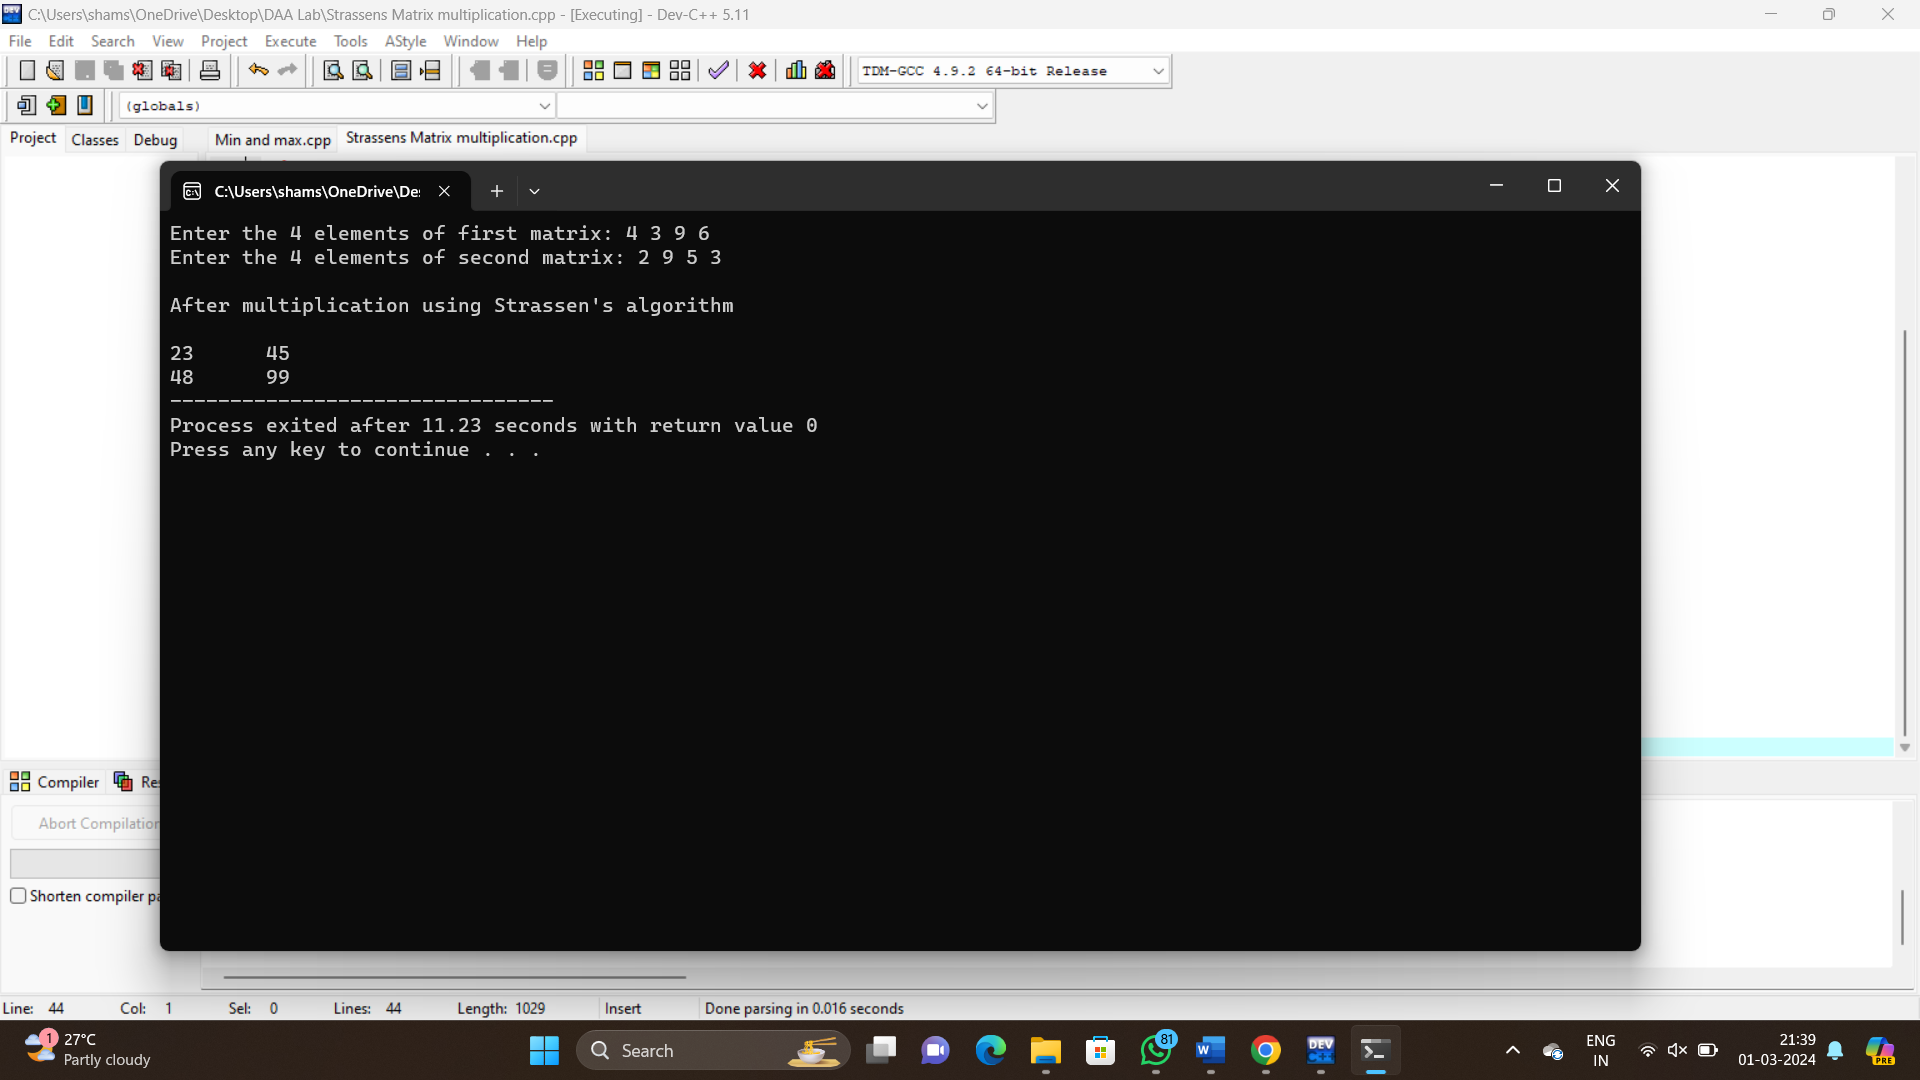 C:\Users\shams\OneDrive\Desktop\DAA Lab\Strassens Matrix multiplication.cpp - [Executing] - Dev-C++ 5.11
File Edit Search View Project Execute Tools AStyle Window Help
TDM-GCC 4.9.2 64-bit Release
(globals)
Project Classes Debug Min and max.cpp Strassens Matrix multiplication.cpp
C:\Users\shams\OneDrive\De
Enter the 4 elements of first matrix: 4 3 9 6
Enter the 4 elements of second matrix: 2 9 5 3
After multiplication using Strassen's algorithm
23 45
48 99
--------------------------------
Process exited after 11.23 seconds with return value 0
Press any key to continue . . .
Compiler Res
Abort Compilation
Shorten compiler pa
Line: 44 Col: 1 Sel: 0 Lines: 44 Length: 1029 Insert Done parsing in 0.016 seconds
1 27°C
Partly cloudy
Search
81
DEV
ENG
IN
21:39
01-03-2024
PRE